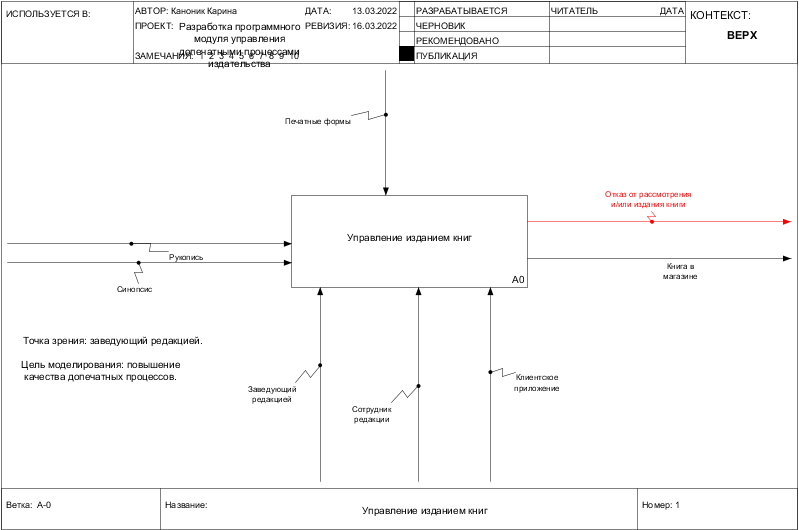 ИСПОЛЬЗУЕТСЯ В:
АВТОР: Каноник Карина
ДАТА: 13.03.2022
ПРОЕКТ: Разработка программного
модуля управления
допечатными процессами
издательства
РЕВИЗИЯ: 16.03.2022
ЗАМЕЧАНИЯ: 1 2 3 4 5 6 7 8 9 10
РАЗРАБАТЫВАЕТСЯ
ЧЕРНОВИК
РЕКОМЕНДОВАНО
ПУБЛИКАЦИЯ
ЧИТАТЕЛЬ ДАТА
КОНТЕКСТ:
ВЕРХ
Печатные формы
Отказ от рассмотрения
и/или издания книги
Управление изданием книг
A0
Рукопись
Синопсис
Книга в
магазине
Точка зрения: заведующий редакцией.
Цель моделирования: повышение
качества допечатных процессов.
Заведующий
редакцией
Сотрудник
редакции
Клиентское
приложение
Ветка: A-0
Название:
Управление изданием книг
Номер: 1